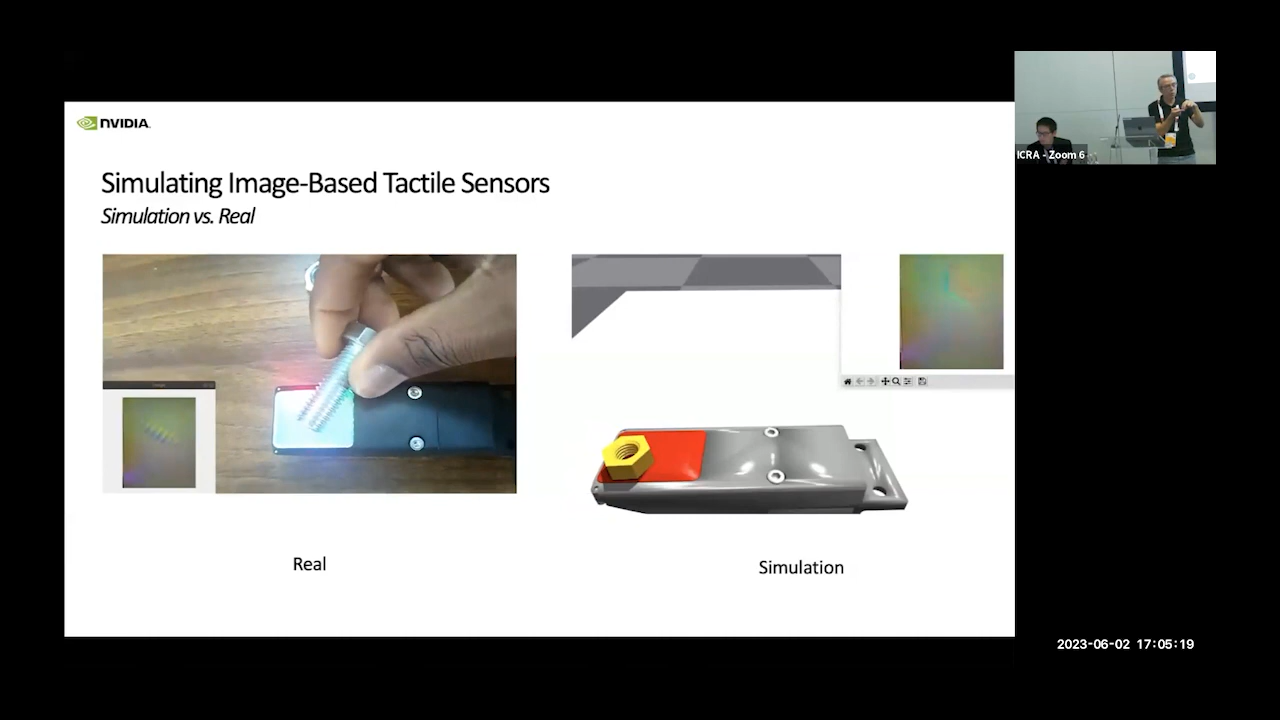 NVIDIA.
Simulating Image-Based Tactile Sensors
Simulation vs. Real
Real
Simulation
ICRA - Zoom 6
2023-06-02 17:05:19